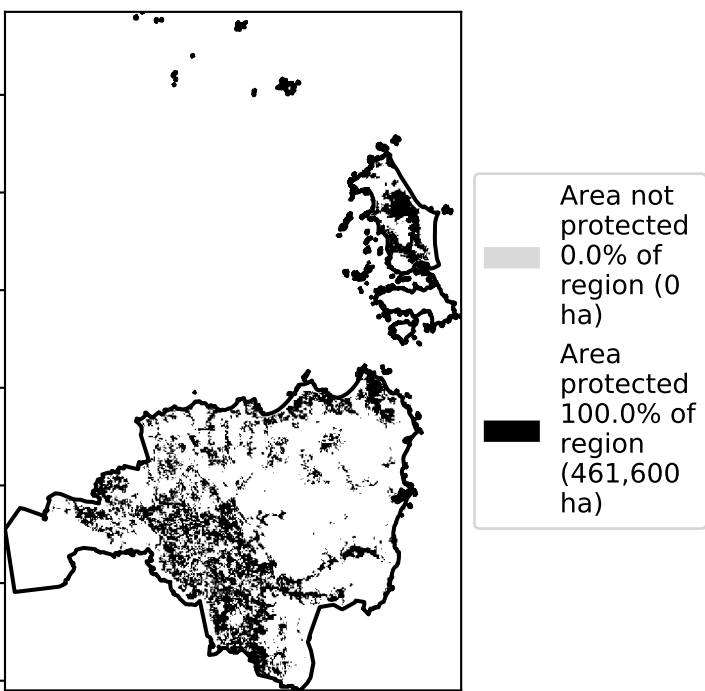 Area not
protected
0.0% of
region (0
ha)
Area
protected
100.0% of
region
(461,600
ha)